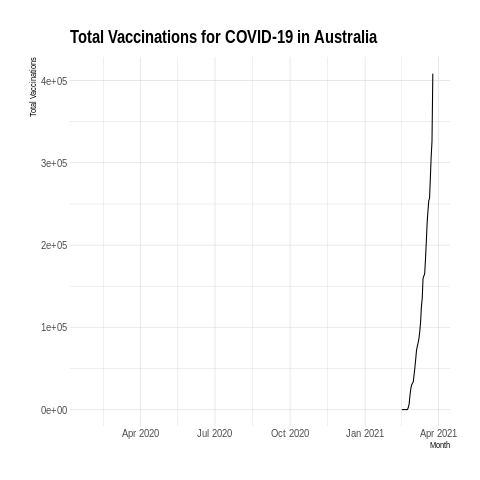 Total Vaccinations for COVID-19 in Australia
Total Vaccinations
4e+05
3e+05
2e+05
1e+05
0e+00
Apr 2020 Jul 2020 Oct 2020 Jan 2021 Apr 2021
Month